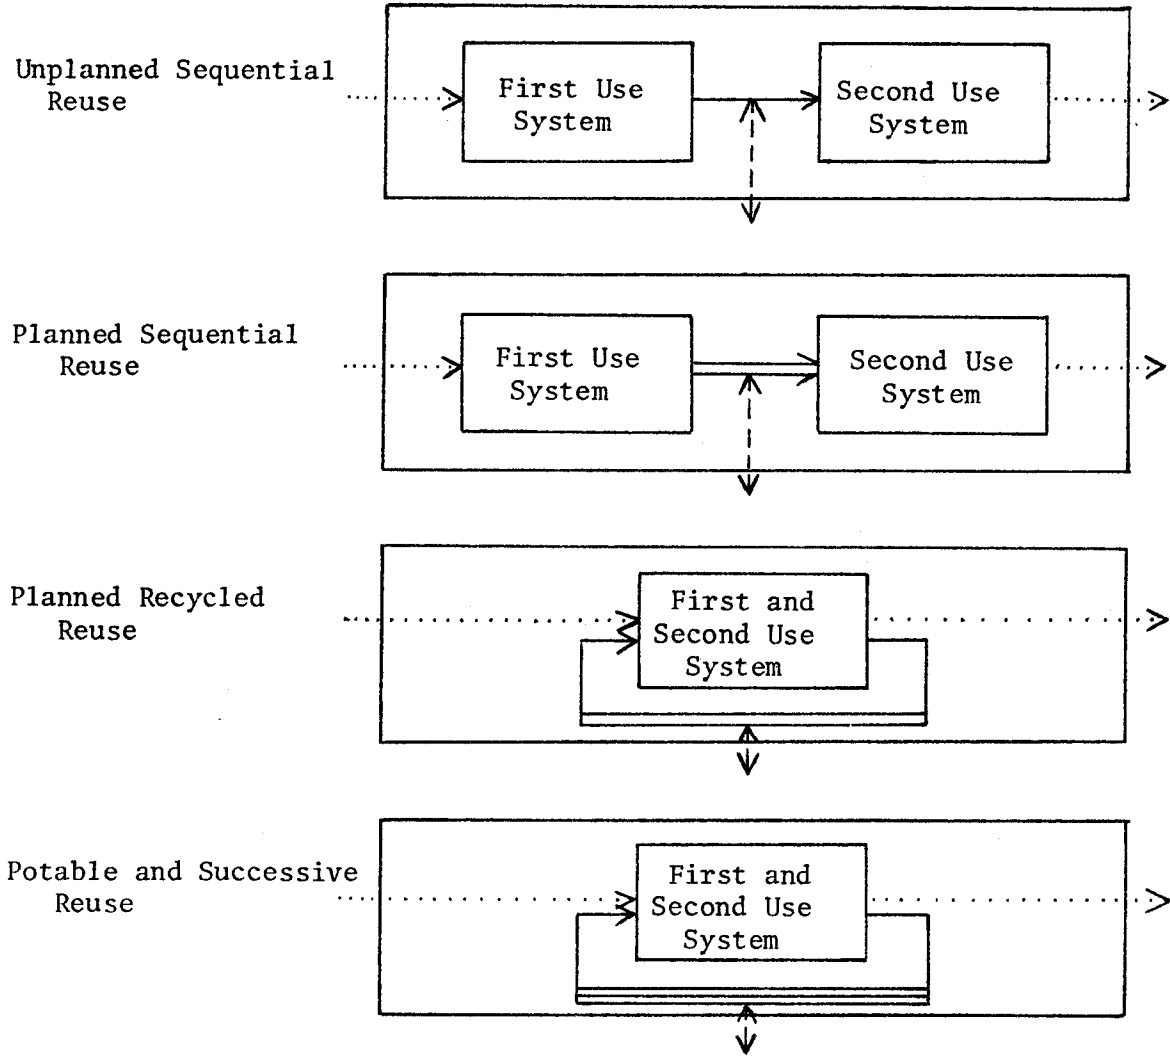 Unplanned Sequential
Reuse
First Use
System
Second Use
System
Planned Sequential
Reuse
First Use
System
Second Use
System
Planned Recycled
Reuse
First and
Second Use
System
Potable and Successive
Reuse
First and
Second Use
System